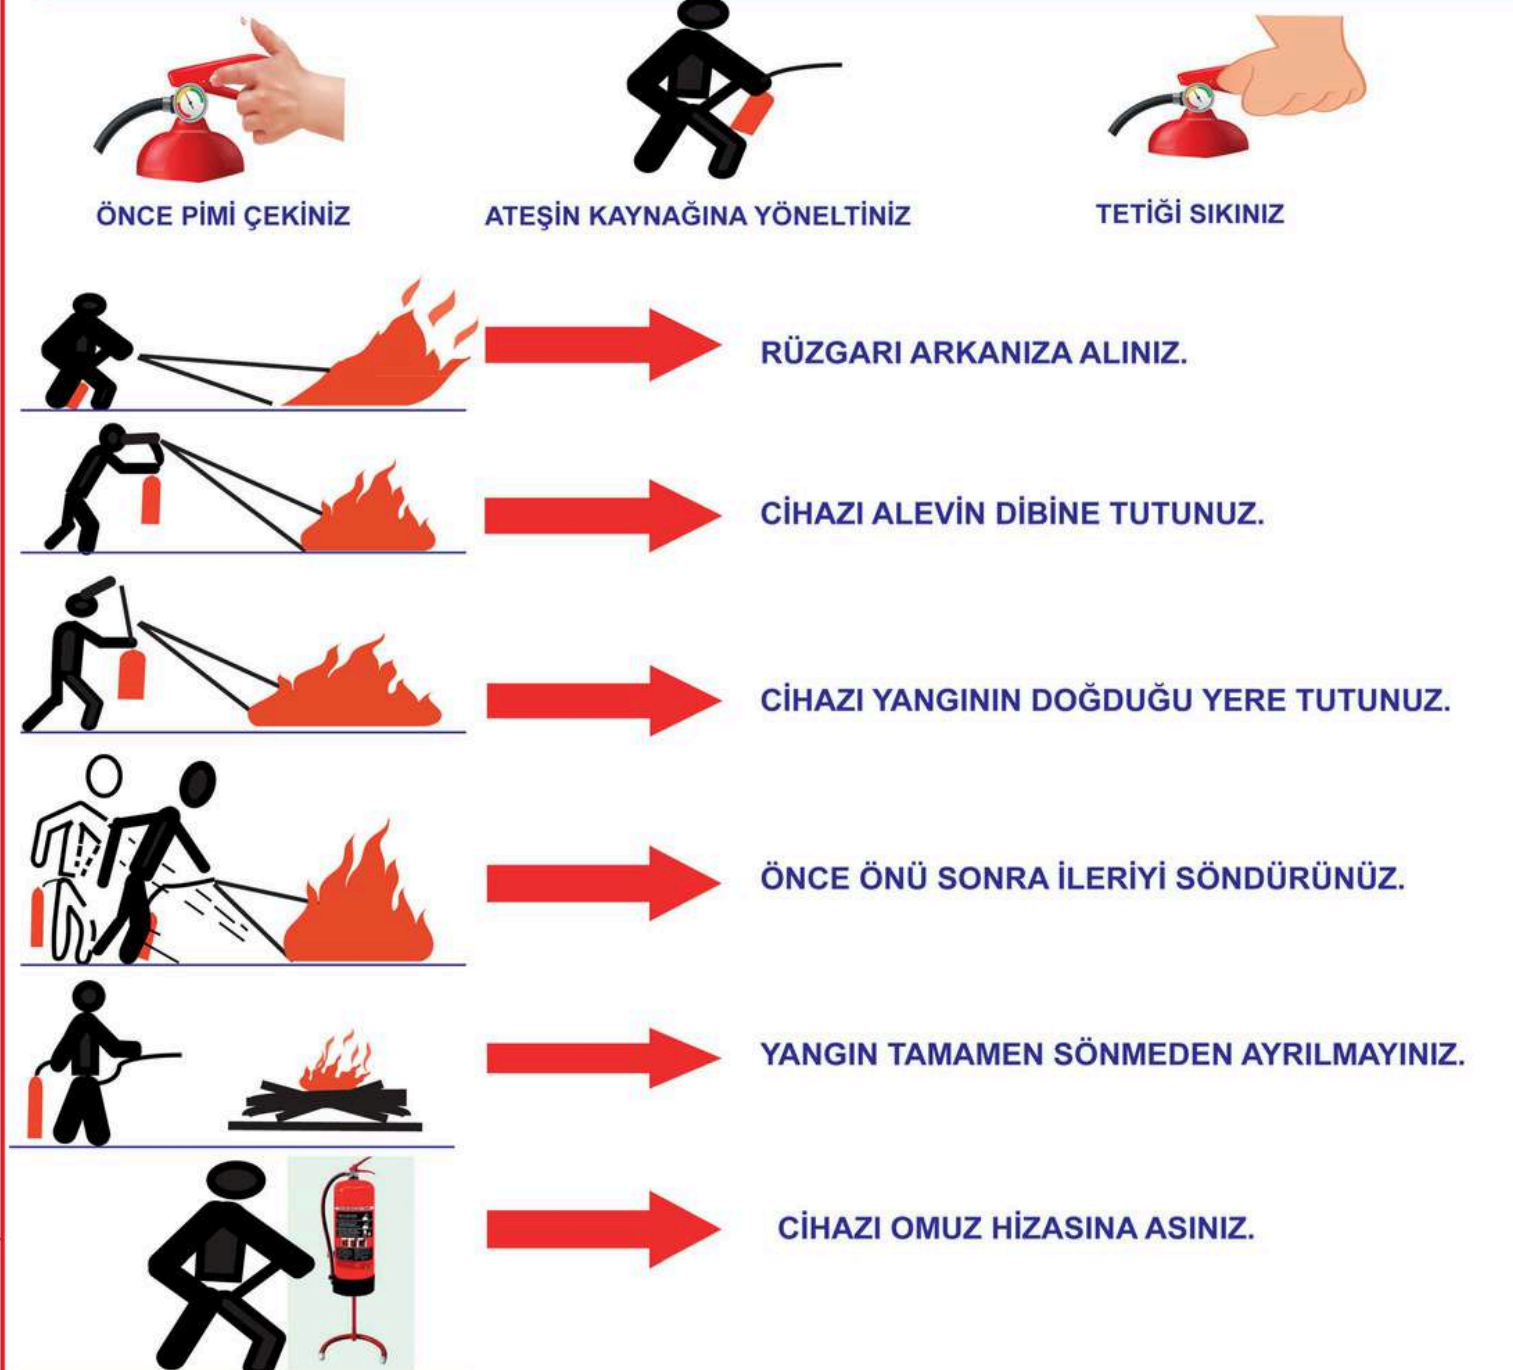 ÖNCE PİMİ ÇEKİNİZ
ATEŞİN KAYNAĞINA YÖNELTİNİZ
TETİĞİ SIKINIZ
RÜZGARI ARKANIZA ALINIZ.
CİHAZI ALEVİN DİBİNE TUTUNUZ.
CİHAZI YANGININ DOĞDUĞU YERE TUTUNUZ.
ÖNCE ÖNÜ SONRA İLERİYİ SÖNDÜRÜNÜZ.
YANGIN TAMAMEN SÖNMEDEN AYRILMAYINIZ.
CİHAZI OMUZ HİZASINA ASINIZ.